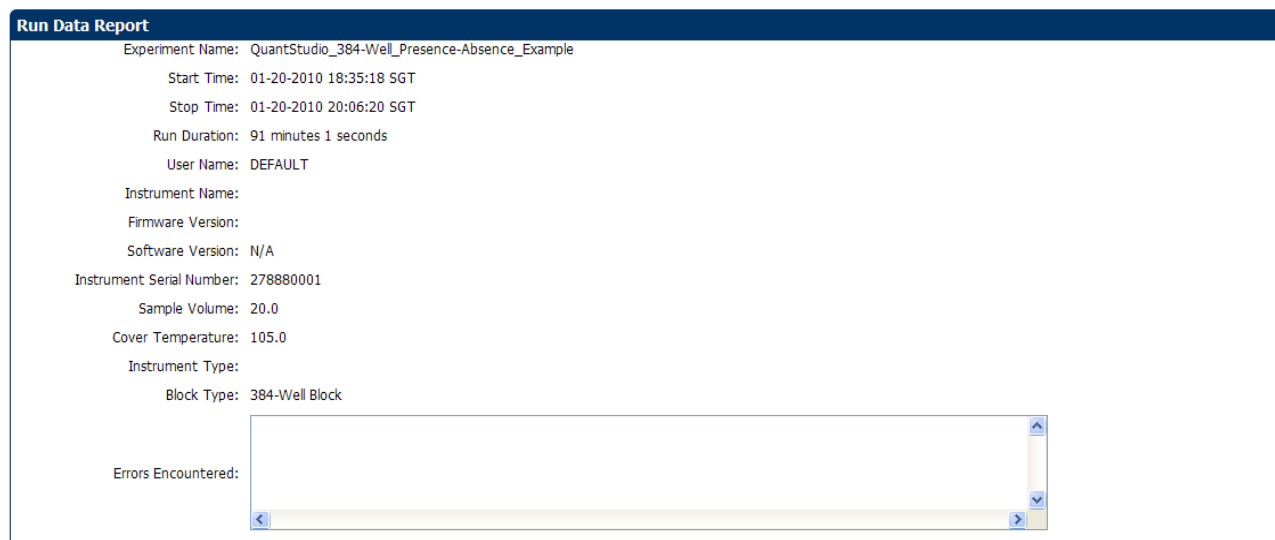 Run Data Report
Experiment Name: QuantStudio_384-Well_Presence-Absence_Example
Start Time: 01-20-2010 18:35:18 SGT
Stop Time: 01-20-2010 20:06:20 SGT
Run Duration: 91 minutes 1 seconds
User Name: DEFAULT
Instrument Name:
Firmware Version:
Software Version: N/A
Instrument Serial Number: 278880001
Sample Volume: 20.0
Cover Temperature: 105.0
Instrument Type:
Block Type: 384-Well Block
Errors Encountered: